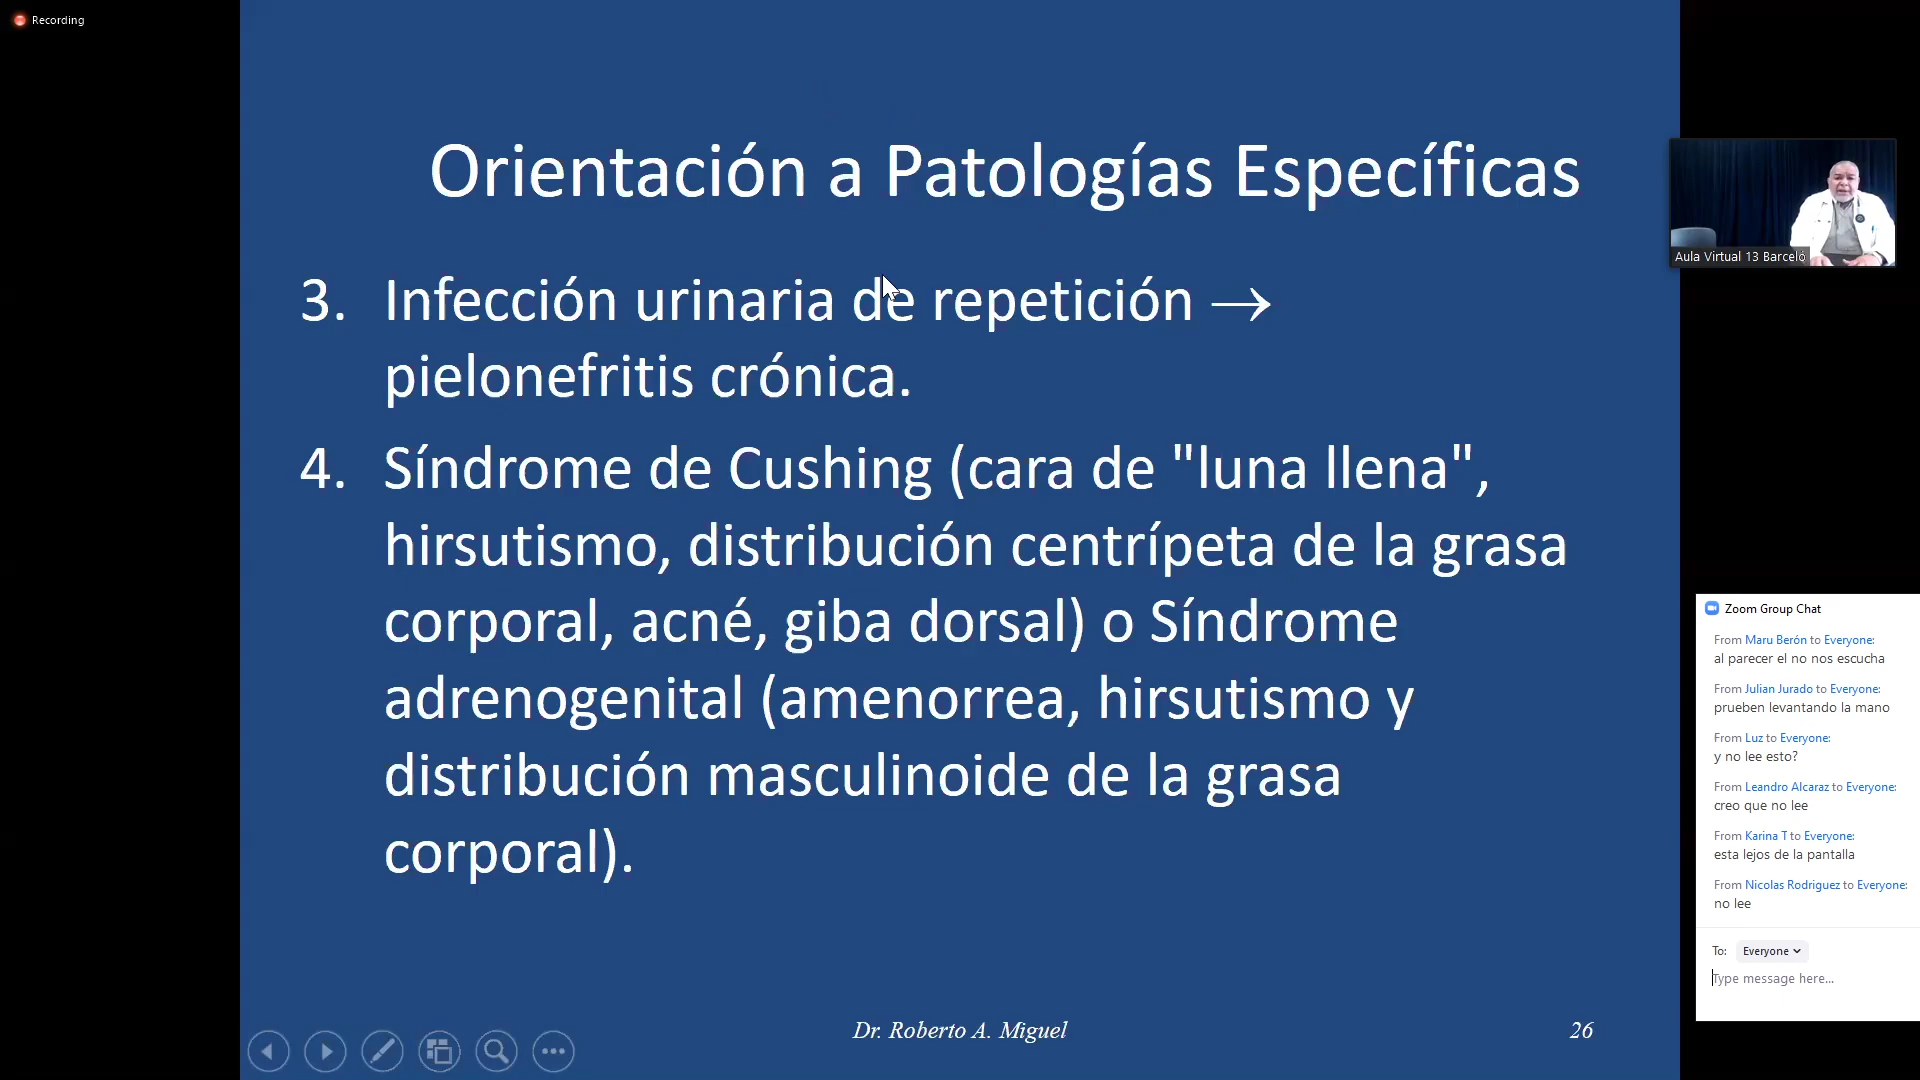 Recording
Orientación a Patologías Específicas
3. Infección urinaria de repetición →
pielonefritis crónica.
4. Síndrome de Cushing (cara de "luna llena",
hirsutismo, distribución centrípeta de la grasa
corporal, acné, giba dorsal) o Síndrome
adrenogenital (amenorrea, hirsutismo y
distribución masculinoide de la grasa
corporal).
Dr. Roberto A. Miguel
26
Aula Virtual 13 Barceló
Zoom Group Chat
From Maru Berón to Everyone:
al parecer el no nos escucha
From Julian Jurado to Everyone:
prueben levantando la mano
From Luz to Everyone:
y no lee esto?
From Leandro Alcaraz to Everyone:
creo que no lee
From Karina T to Everyone:
esta lejos de la pantalla
From Nicolas Rodriguez to Everyone:
no lee
To: Everyone
Type message here...